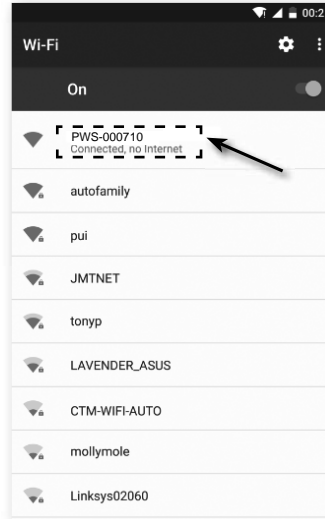 00:2
Wi-Fi
On
PWS-000710
Connected, no Internet
autofamily
pui
JMTNET
tonyp
LAVENDER_ASUS
CTM-WIFI-AUTO
mollymole
Linksys02060